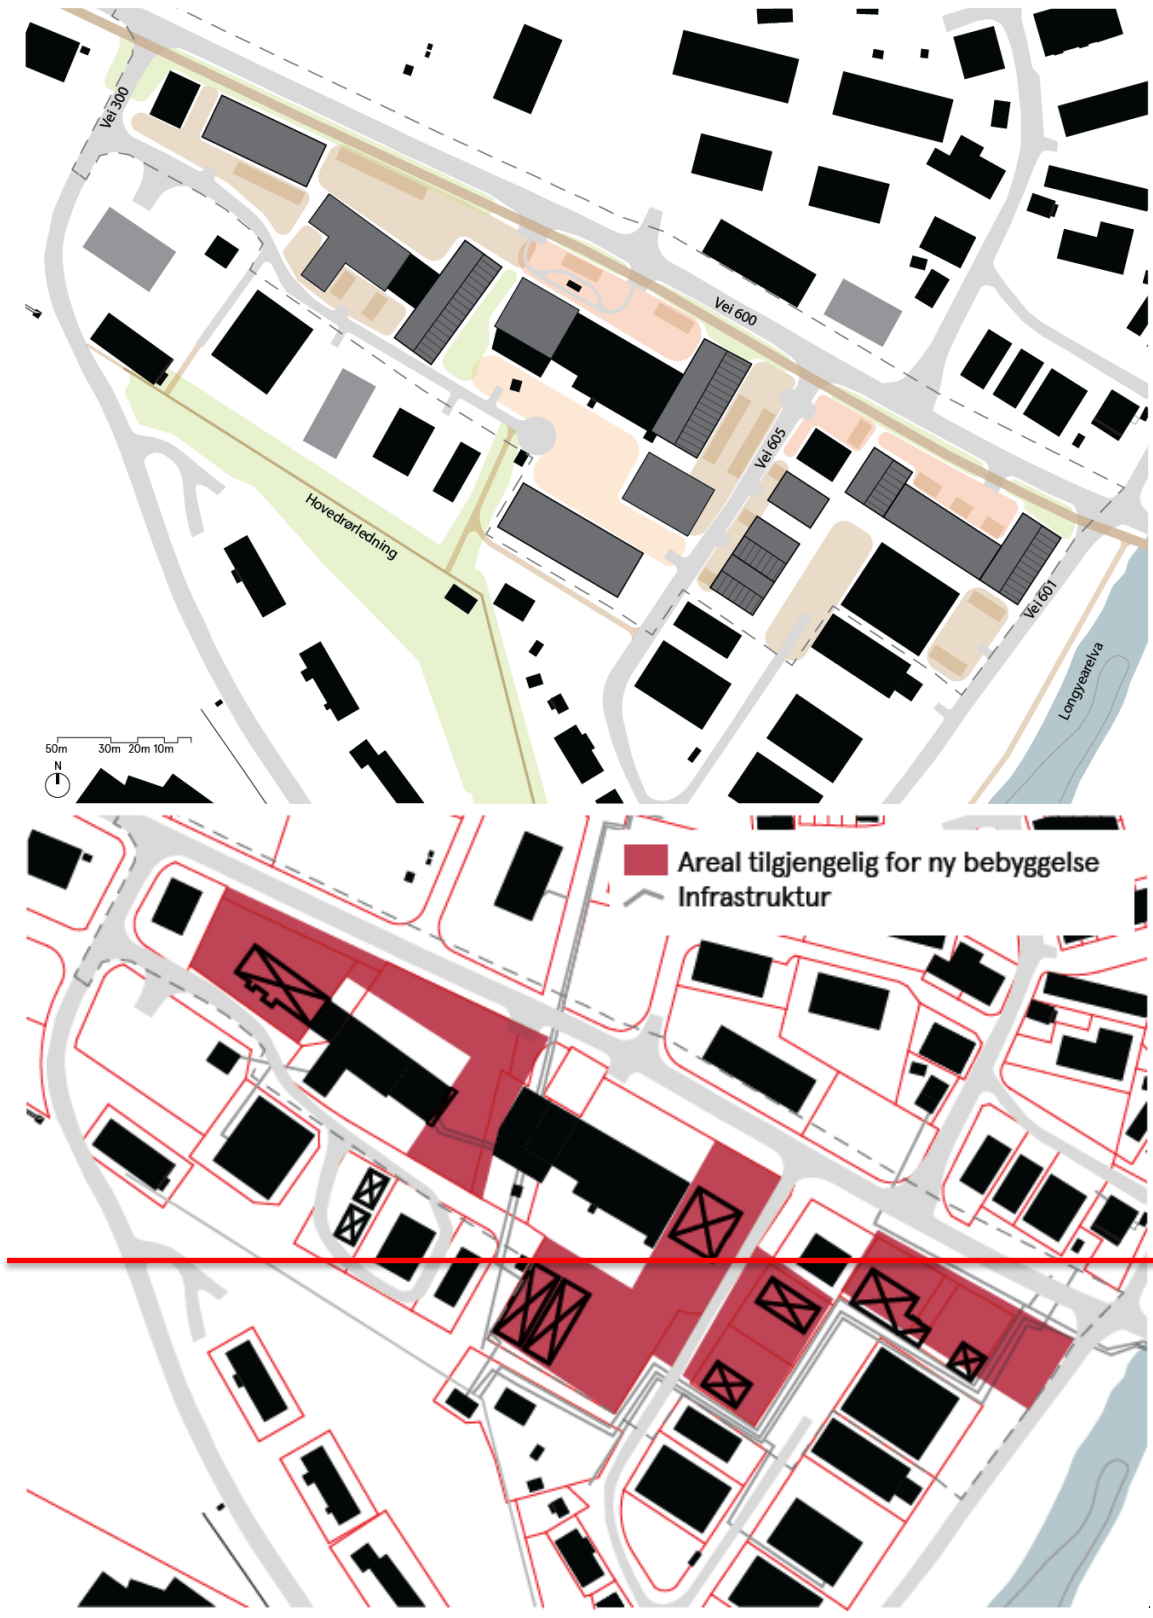 Vei 300
Vei 600
Vei 605
Hovedrørledning
Vei 601
Longyearelva
50m 30m 20m 10m
N
Areal tilgjengelig for ny bebyggelse
Infrastruktur